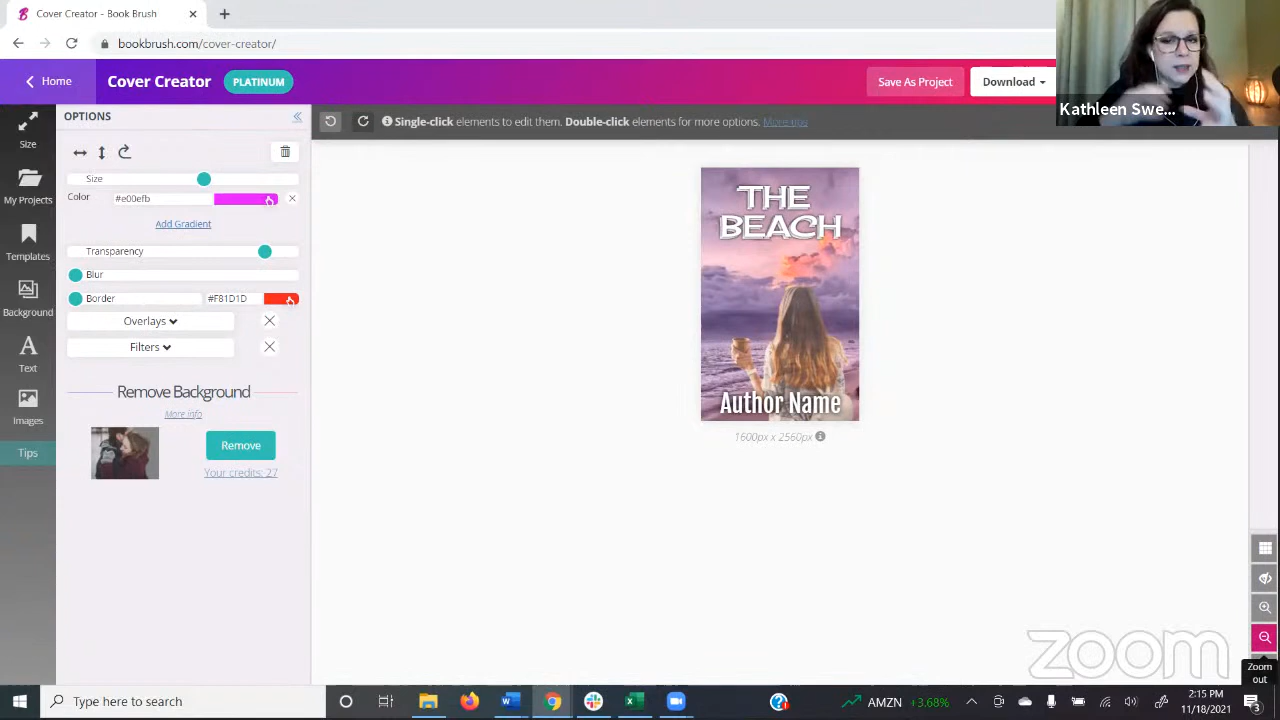 Cover Creator - Book Brush
bookbrush.com/cover-creator/
Home
Cover Creator
PLATINUM
Save As Project
Download
Kathleen Swe...
OPTIONS
Single-click elements to edit them. Double-click elements for more options. More tips
Size
My Projects
Templates
Background
Text
Images
Tips
Size
Color
#e00efb
Add Gradient
Transparency
Blur
Border
#F81D1D
Overlays
Filters
Remove Background
More info
Remove
Your credits: 27
THE
BEACH
Author Name
1600px x 2560px
zoom
Zoom
out
Type here to search
AMZN +3.68%
2:15 PM
11/18/2021
3